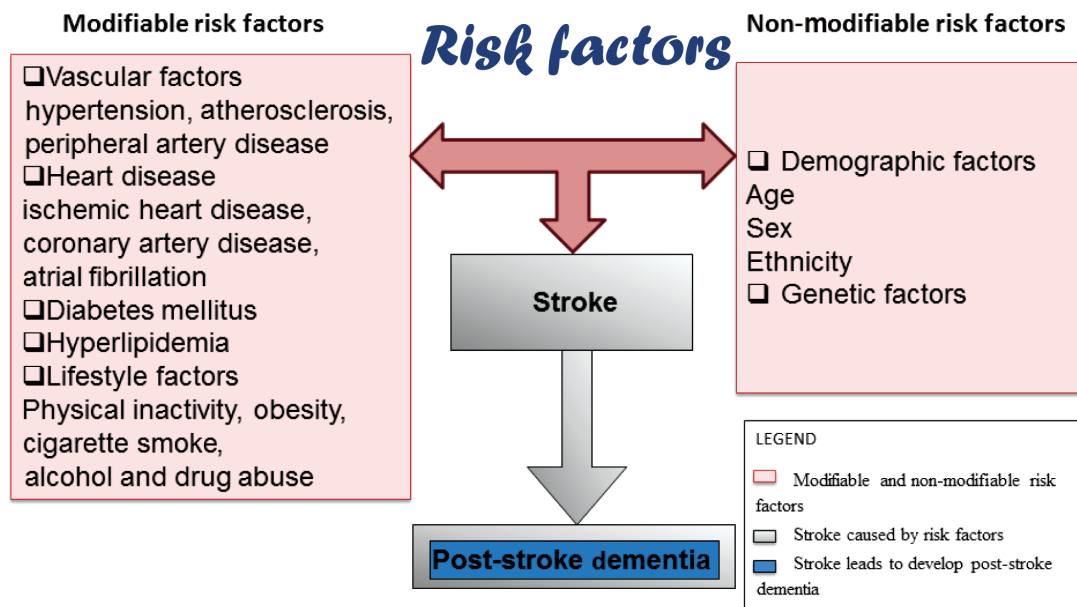 Modifiable risk factors
Risk factors
Non-modifiable risk factors
❑Vascular factors
hypertension, atherosclerosis,
peripheral artery disease
❑Heart disease
ischemic heart disease,
coronary artery disease,
atrial fibrillation
❑Diabetes mellitus
❑Hyperlipidemia
❑Lifestyle factors
Physical inactivity, obesity,
cigarette smoke,
alcohol and drug abuse
❑ Demographic factors
Age
Sex
Ethnicity
❑ Genetic factors
Stroke
Post-stroke dementia
LEGEND
Modifiable and non-modifiable risk
factors
Stroke caused by risk factors
Stroke leads to develop post-stroke
dementia